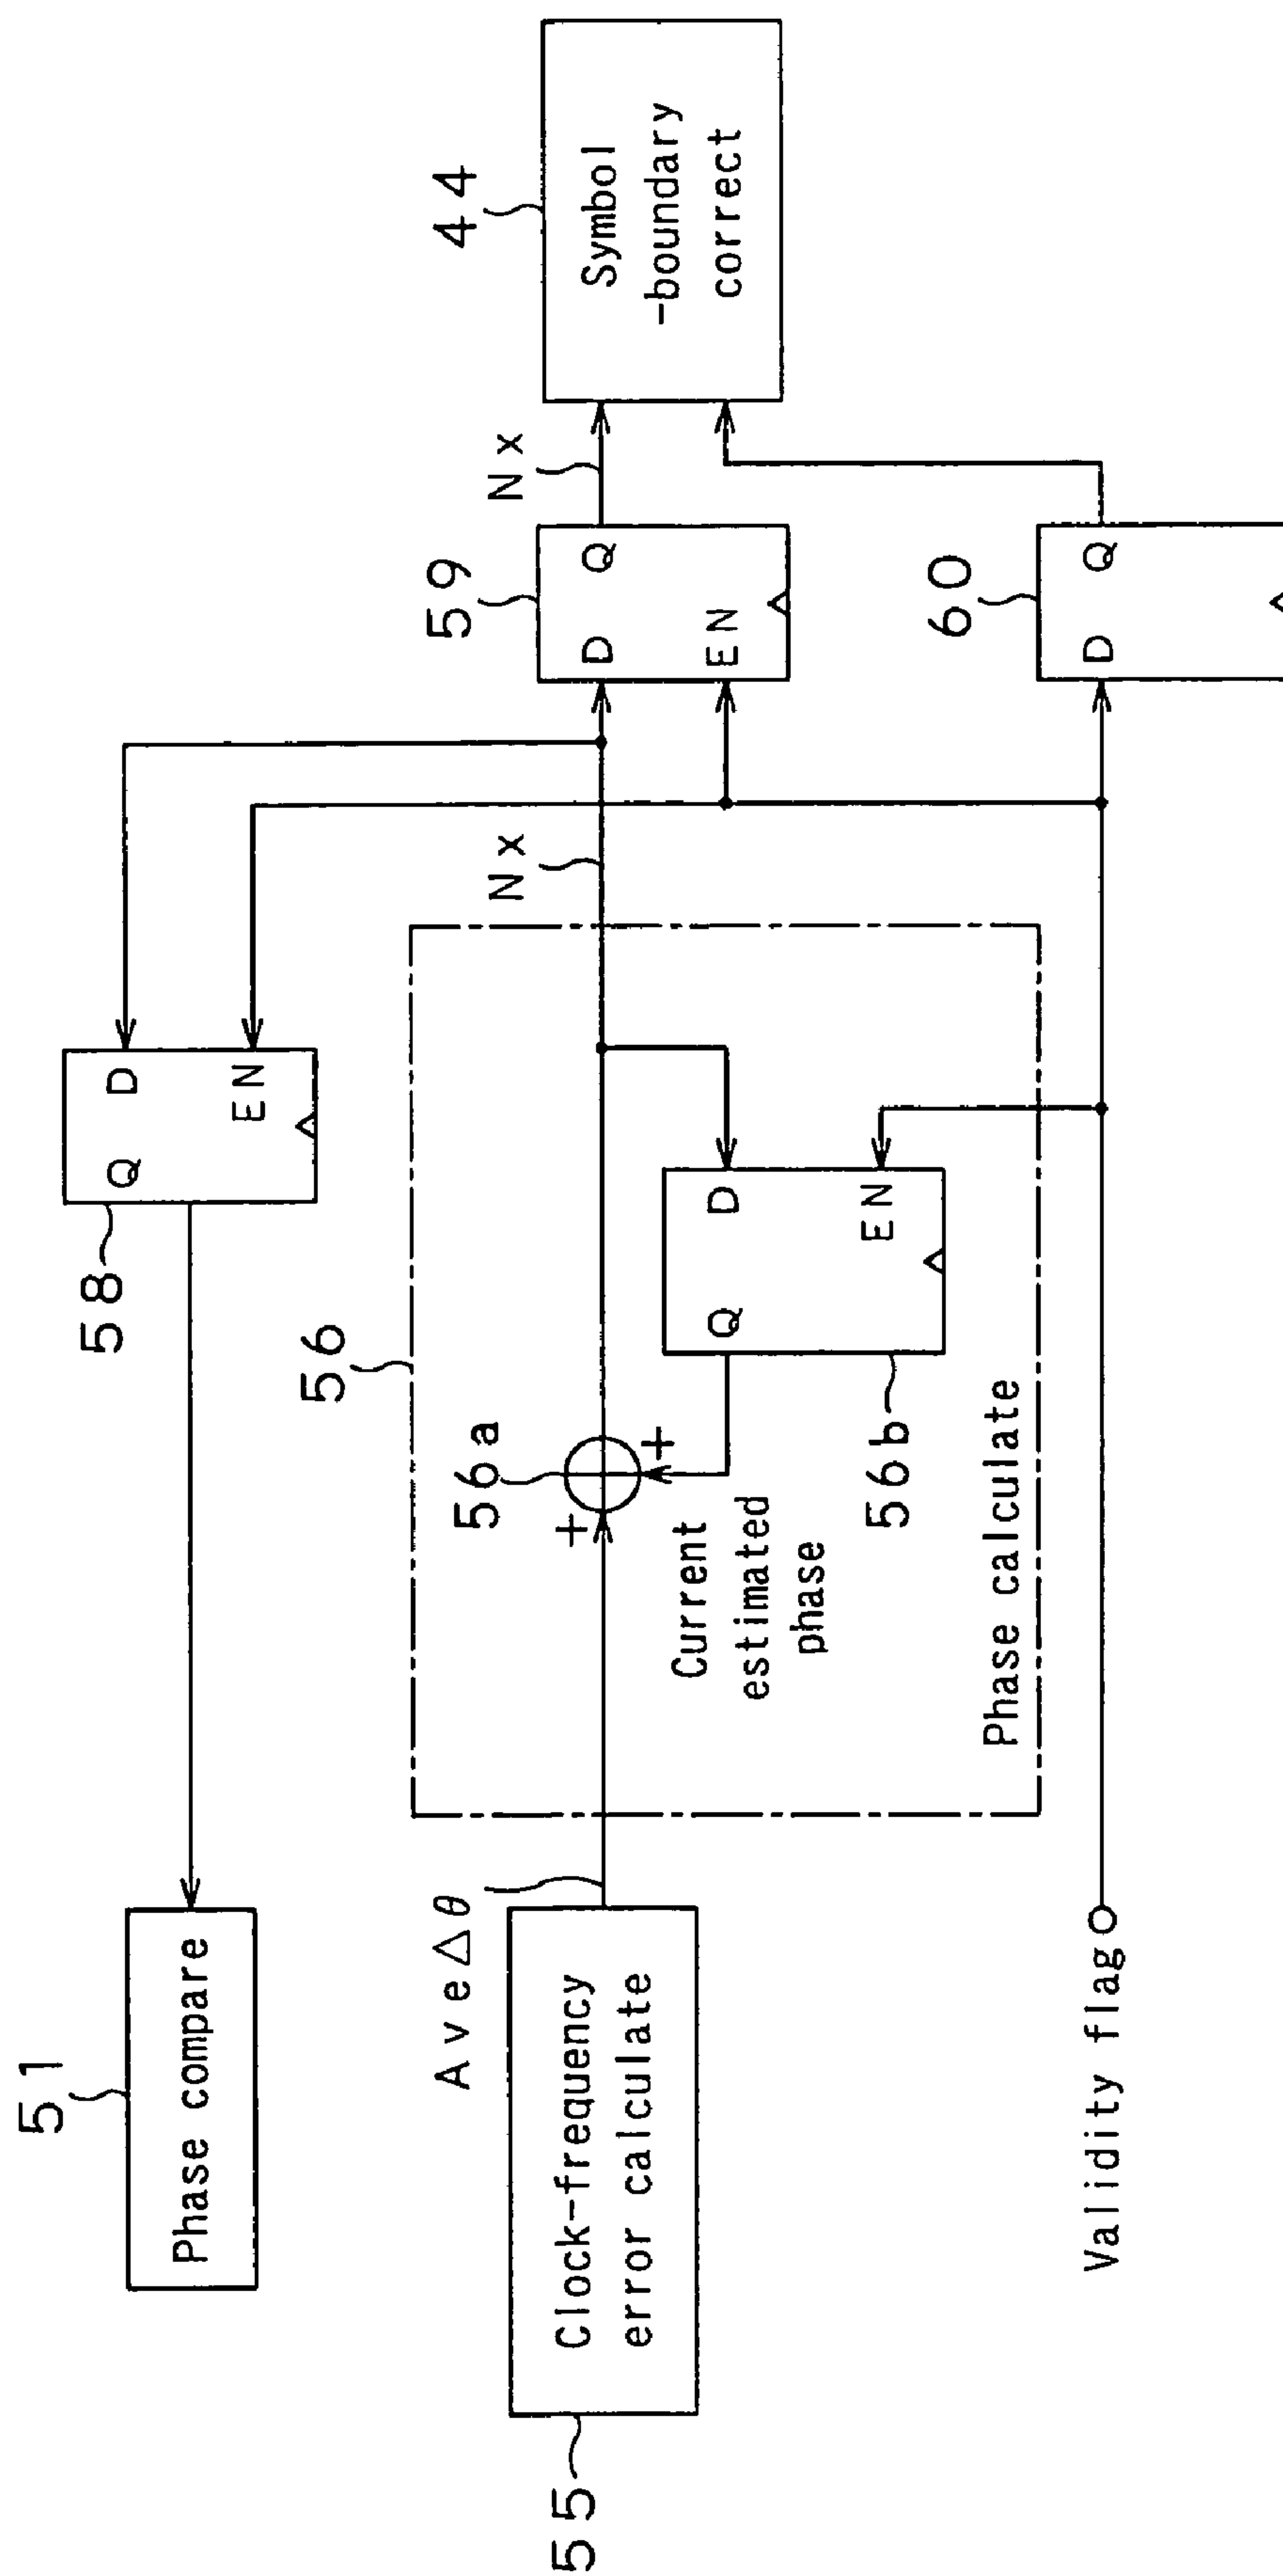 51
Phase compare
58
Q
D
EN
55
Clock-frequency
error calculate
Ave△θ
56
56a
+
+
Current
estimated
phase
Q
D
EN
56b
Phase calculate
Nx
59
D
Q
EN
Nx
44
Symbol
-boundary
correct
Validity flag
60
D
Q